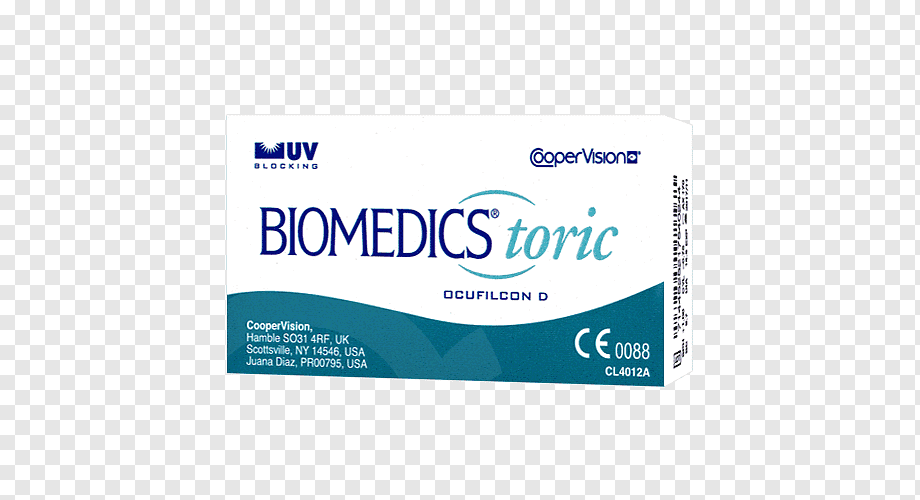 UV
BLOCKING
CooperVision
BIOMEDICS® toric
OCUFILCON D
CooperVision,
Hamble SO31 4RF, UK
Scottsville, NY 14546, USA
Juana Diaz, PR00795, USA
CE 0088
CL4012A